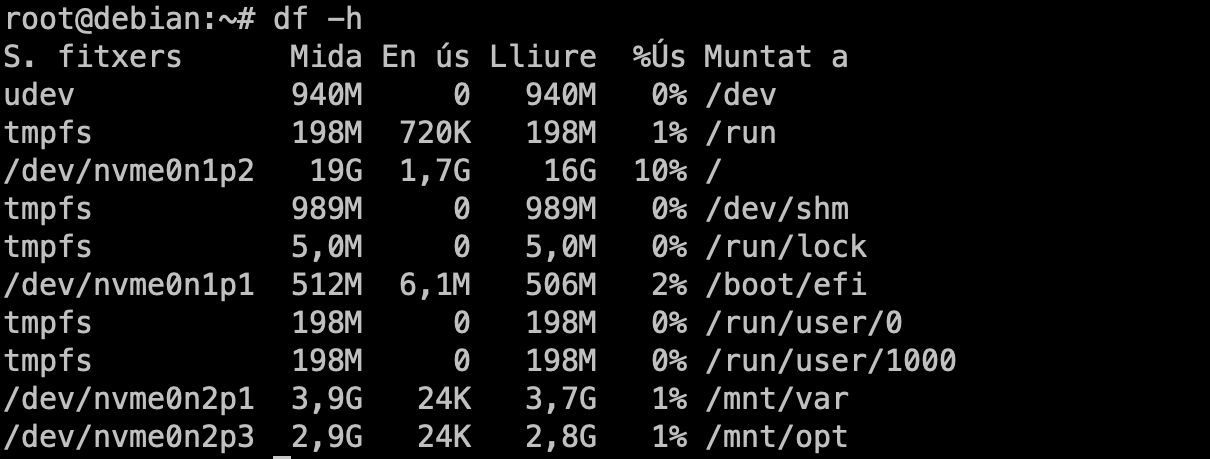 root@debian:~# df -h
S. fitxers      Mida En ús Lliure  %Ús Muntat a
udev            940M     0   940M   0% /dev
tmpfs           198M  720K   198M   1% /run
/dev/nvme0n1p2   19G  1,7G    16G  10% /
tmpfs           989M     0   989M   0% /dev/shm
tmpfs           5,0M     0   5,0M   0% /run/lock
/dev/nvme0n1p1  512M  6,1M   506M   2% /boot/efi
tmpfs           198M     0   198M   0% /run/user/0
tmpfs           198M     0   198M   0% /run/user/1000
/dev/nvme0n2p1  3,9G   24K   3,7G   1% /mnt/var
/dev/nvme0n2p3  2,9G   24K   2,8G   1% /mnt/opt